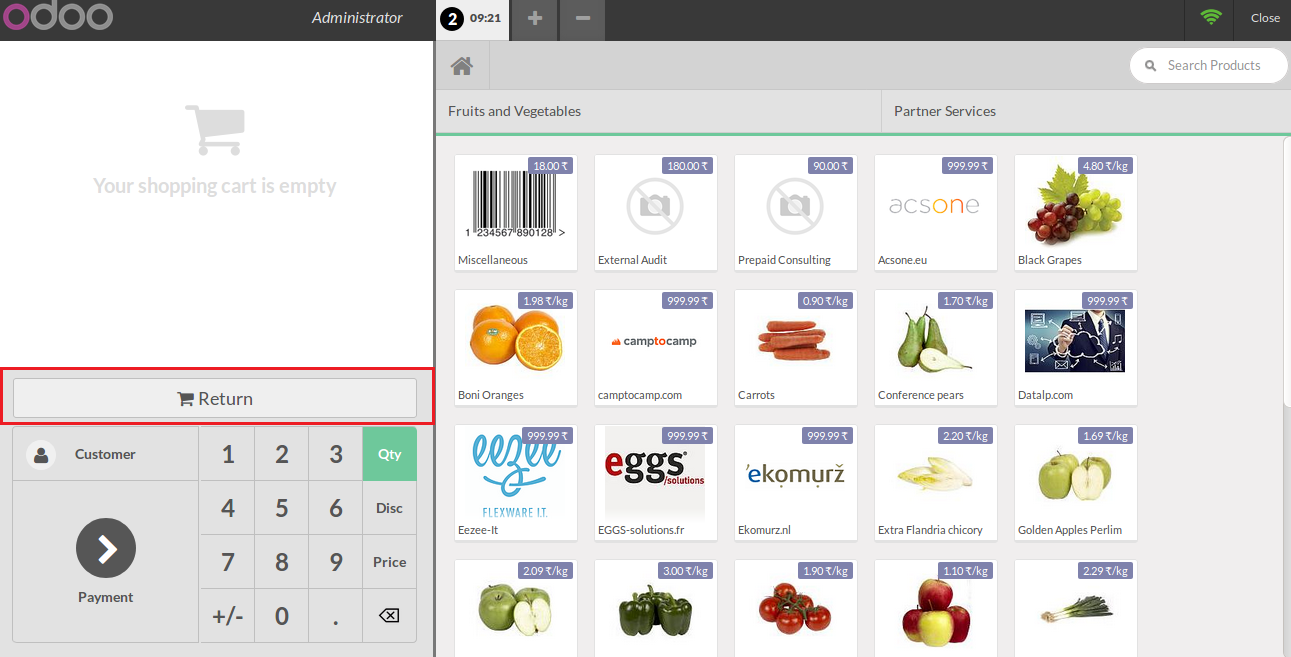 odoo
Administrator
2 09:21
+
−
Close
Search Products
Fruits and Vegetables
Partner Services
Your shopping cart is empty
Return
Customer
1 2 3 Qty
4 5 6 Disc
7 8 9 Price
+/- 0 .
Payment
18.00 ₹
1 234567 890128 >
Miscellaneous
180.00 ₹
External Audit
90.00 ₹
Prepaid Consulting
999.99 ₹
acsone
Acsone.eu
4.80 ₹/kg
Black Grapes
1.98 ₹/kg
Boni Oranges
999.99 ₹
camptocamp
camptocamp.com
0.90 ₹/kg
Carrots
1.70 ₹/kg
Conference pears
999.99 ₹
Datalp.com
999.99 ₹
eezee
FLEXWARE I.T.
Eezee-It
999.99 ₹
eggs
/solutions
EGGS-solutions.fr
999.99 ₹
'ekomurž
Ekomurz.nl
2.20 ₹/kg
Extra Flandria chicory
1.69 ₹/kg
Golden Apples Perlim
2.09 ₹/kg
3.00 ₹/kg
1.90 ₹/kg
1.10 ₹/kg
2.29 ₹/kg